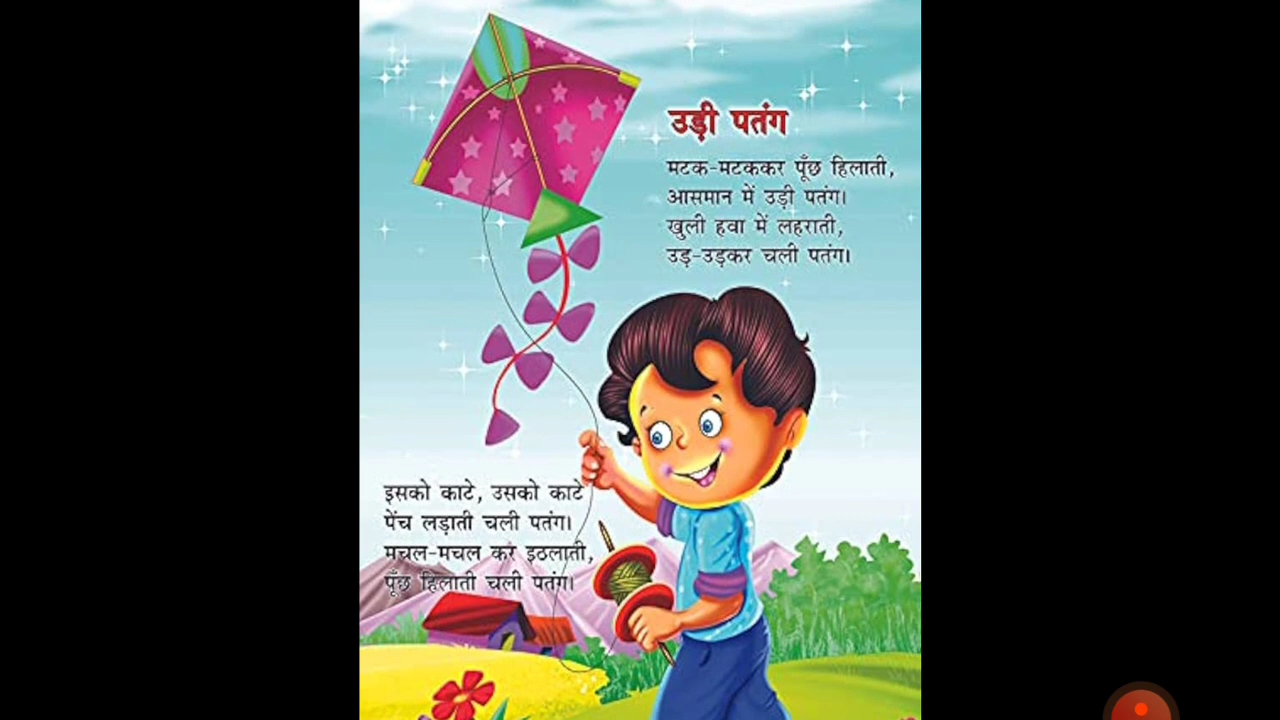 उड़ी पतंग
मटक-मटककर पूँछ हिलाती,
आसमान में उड़ी पतंग।
खुली हवा में लहराती,
उड़-उड़कर चली पतंग।
इसको काटे, उसको काटे
पेंच लड़ाती चली पतंग।
मचल-मचल कर इठलाती,
पूँछ हिलाती चली पतंग।